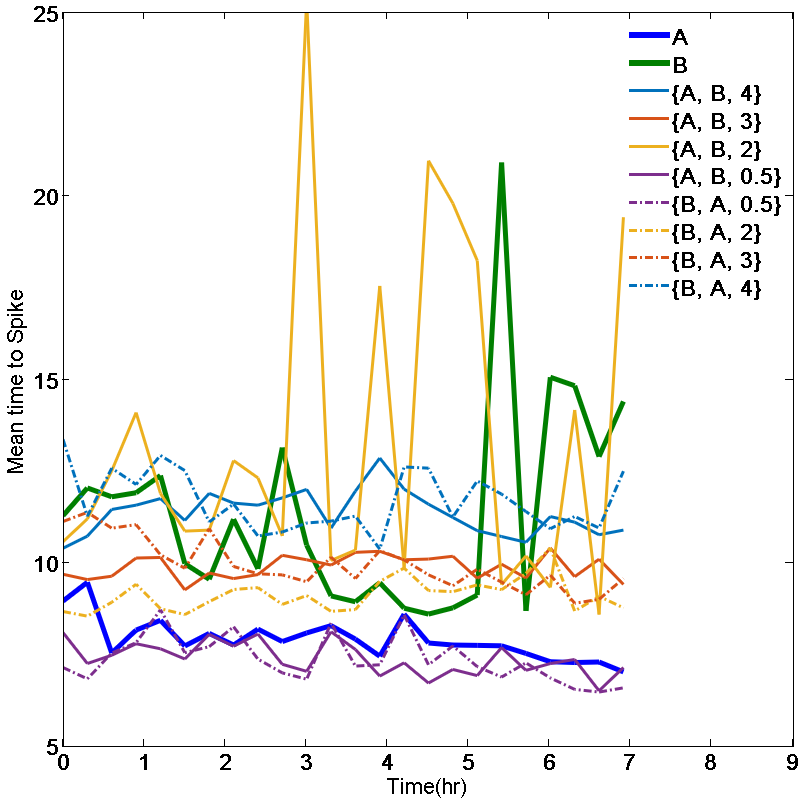 25
20
15
10
5
Mean time to Spike
A
B
{A, B, 4}
{A, B, 3}
{A, B, 2}
{A, B, 0.5}
{B, A, 0.5}
{B, A, 2}
{B, A, 3}
{B, A, 4}
0 1 2 3 4 5 6 7 8 9
Time(hr)